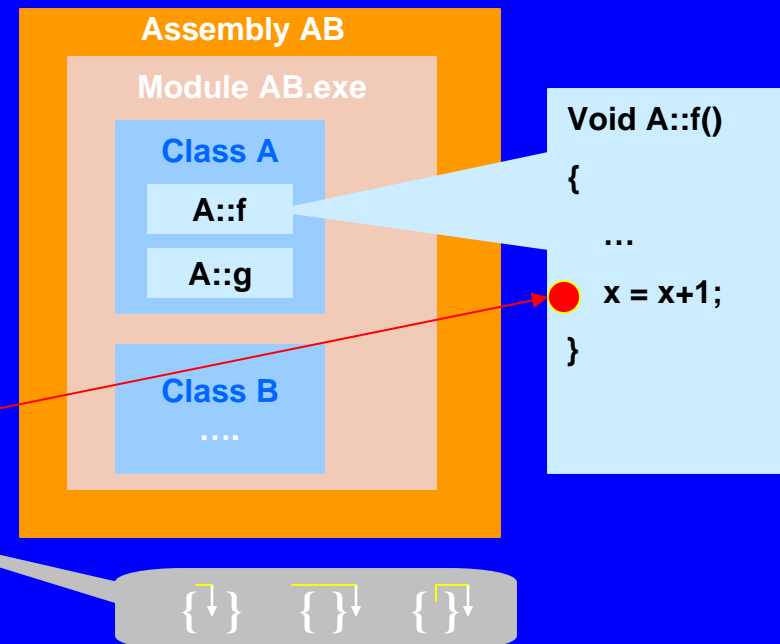 Assembly AB
Module AB.exe
Class A
A::f
A::g
Class B
….
Void A::f()
{
…
x = x+1;
}
{ } { } { }